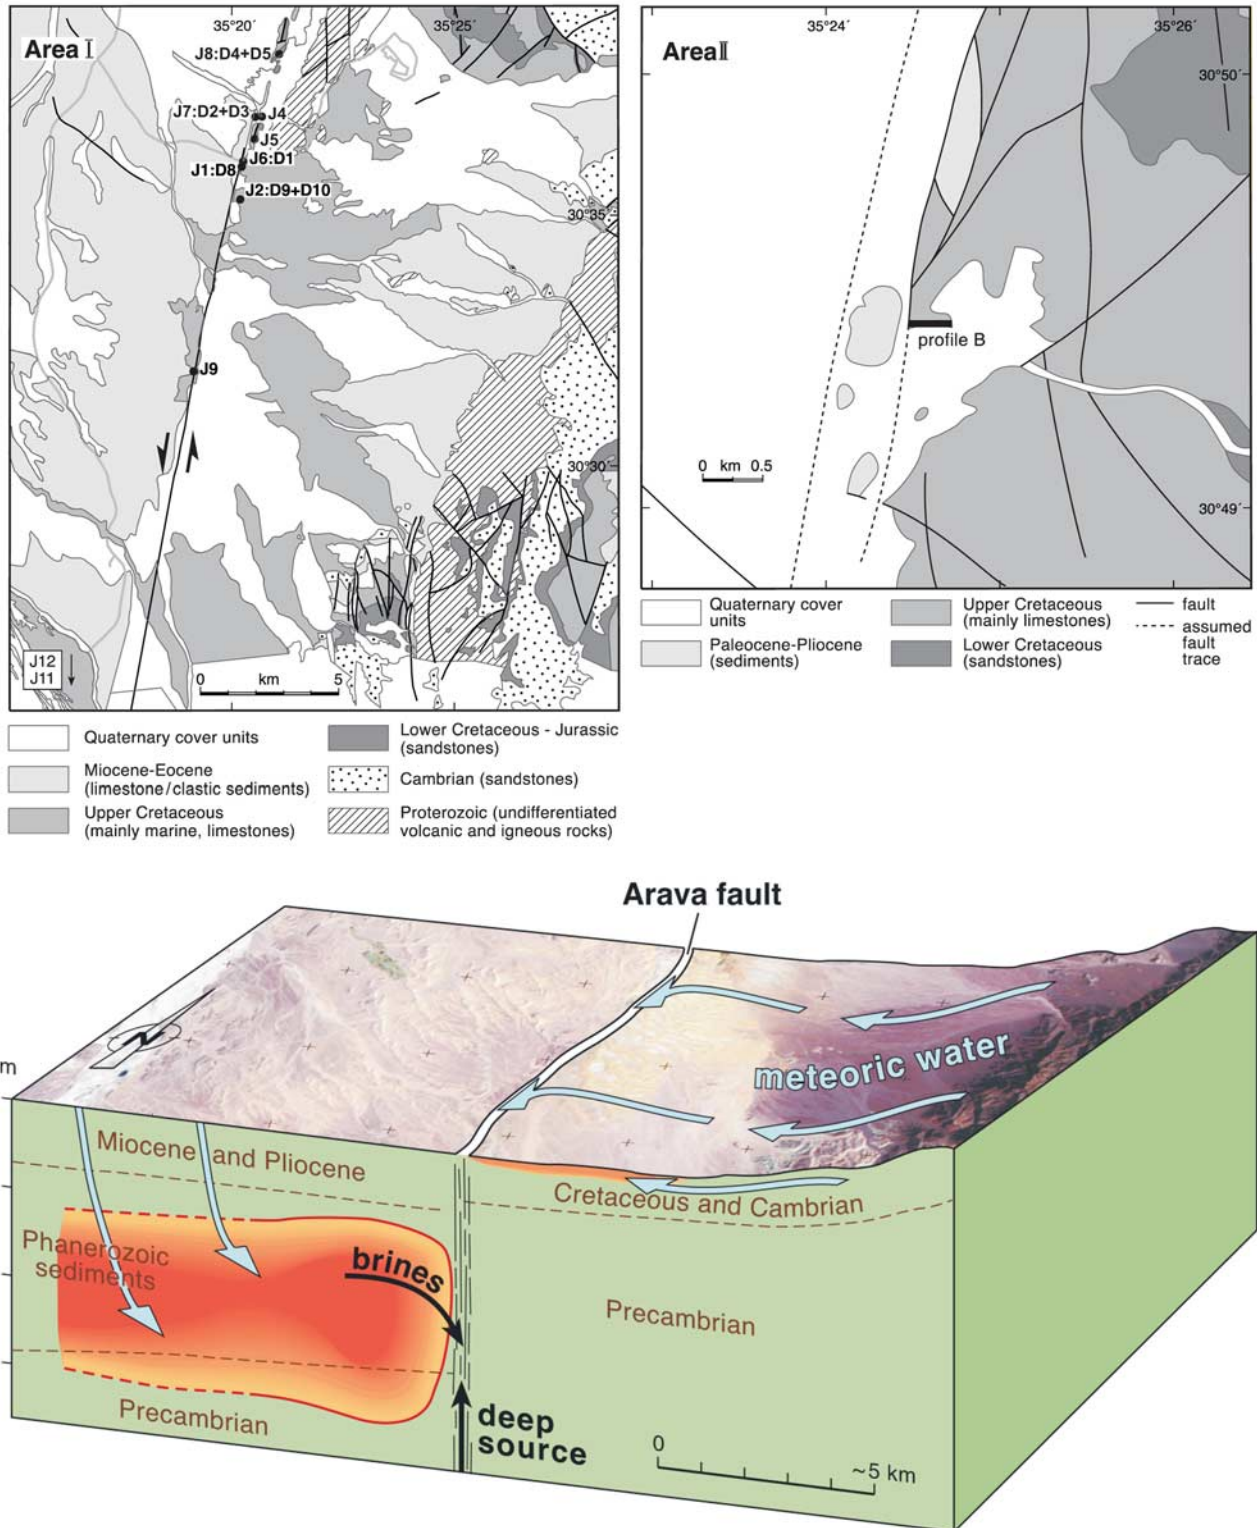 Area I
35°20´
35°25´
J8:D4+D5
J7:D2+D3
J4
J5
J6:D1
J1:D8
J2:D9+D10
30°35´
J9
30°30´
J12
J11
0 km 5
Quaternary cover units
Miocene-Eocene
(limestone/clastic sediments)
Upper Cretaceous
(mainly marine, limestones)
Lower Cretaceous - Jurassic
(sandstones)
Cambrian (sandstones)
Proterozoic (undifferentiated
volcanic and igneous rocks)
Area II
35°24´
35°26´
30°50´
profile B
0 km 0.5
30°49´
Quaternary cover
units
Paleocene-Pliocene
(sediments)
Upper Cretaceous
(mainly limestones)
Lower Cretaceous
(sandstones)
fault
assumed
fault
trace
Arava fault
N
m
meteoric water
Miocene and Pliocene
Cretaceous and Cambrian
Phanerozoic
sediments
brines
Precambrian
Precambrian
deep
source
0
~5 km